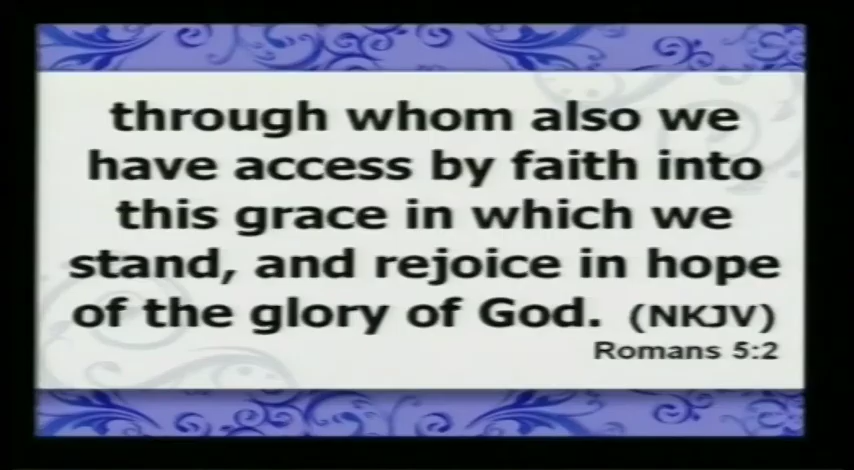 through whom also we
have access by faith into
this grace in which we
stand, and rejoice in hope
of the glory of God. (NKJV)
Romans 5:2